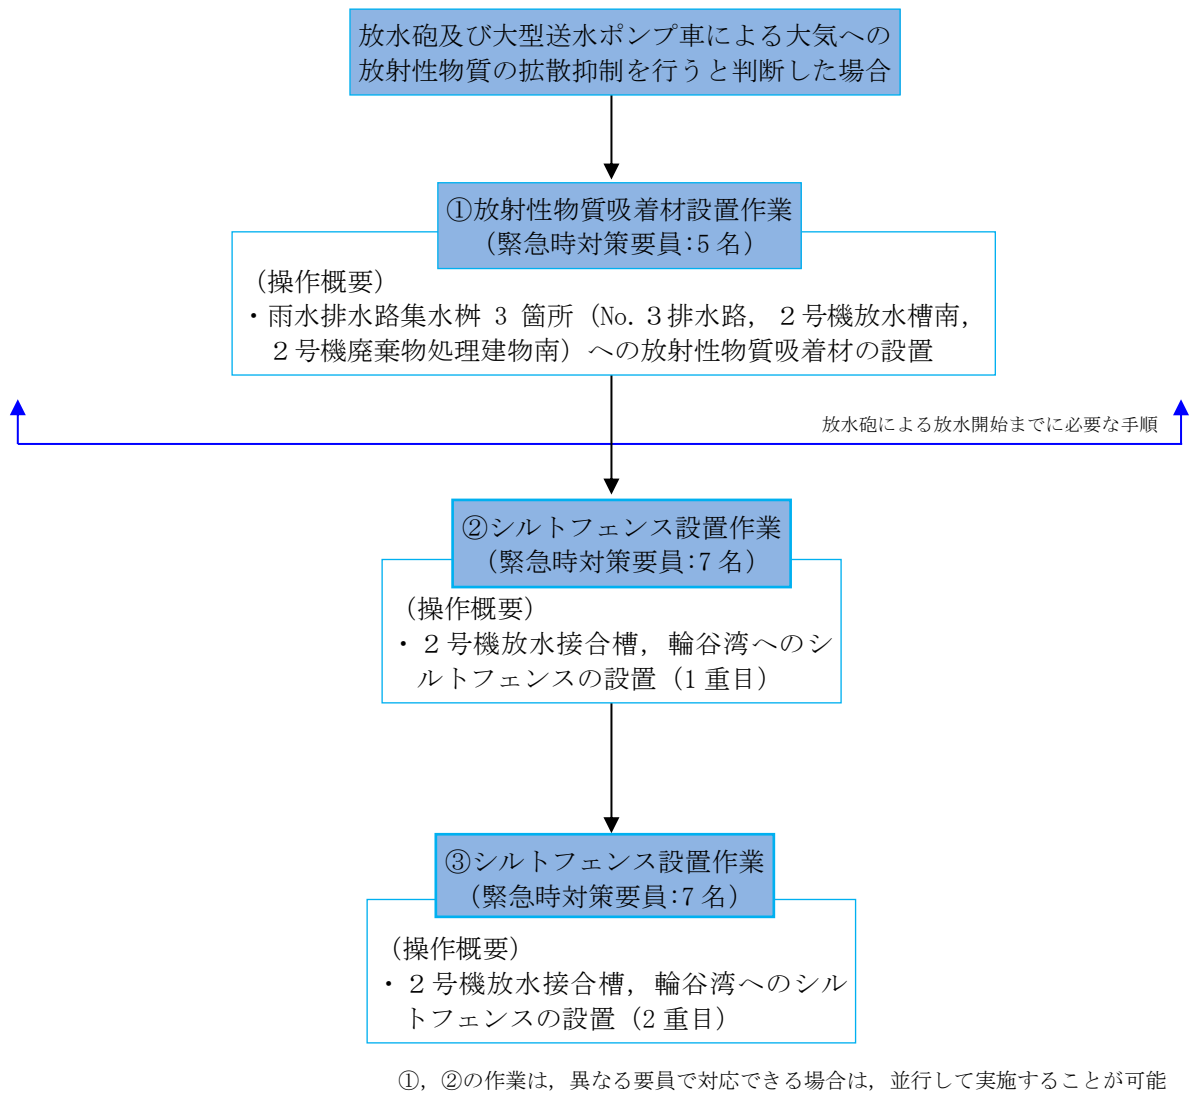 放水砲及び大型送水ポンプ車による大気への
放射性物質の拡散抑制を行うと判断した場合
①放射性物質吸着材設置作業
（緊急時対策要員:5 名）
（操作概要）
・雨水排水路集水桝 3 箇所（No.３排水路，２号機放水槽南，
２号機廃棄物処理建物南）への放射性物質吸着材の設置
放水砲による放水開始までに必要な手順
②シルトフェンス設置作業
（緊急時対策要員:7 名）
（操作概要）
・２号機放水接合槽，輪谷湾へのシ
ルトフェンスの設置（1 重目）
③シルトフェンス設置作業
（緊急時対策要員:7 名）
（操作概要）
・２号機放水接合槽，輪谷湾へのシル
トフェンスの設置（2 重目）
①，②の作業は，異なる要員で対応できる場合は，並行して実施することが可能